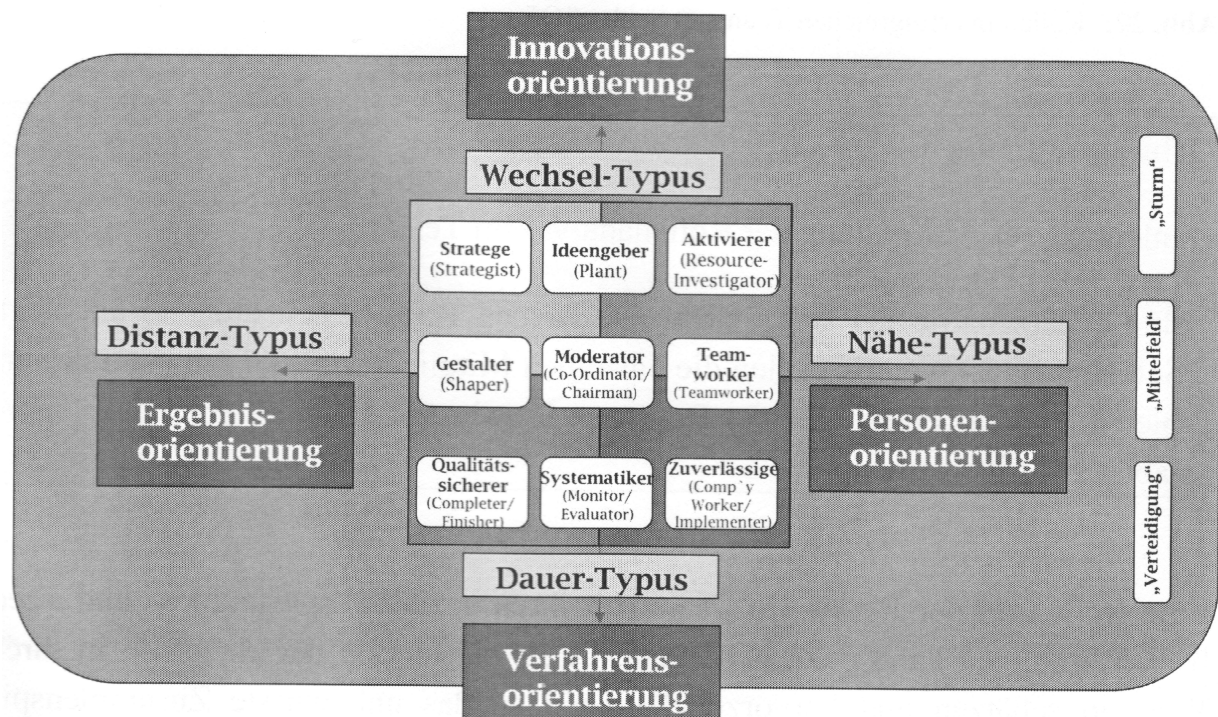 Innovations-
orientierung
Wechsel-Typus
Stratege
(Strategist)
Ideengeber
(Plant)
Aktivierer
(Resource-
Investigator)
„Sturm“
Distanz-Typus
Ergebnis-
orientierung
Gestalter
(Shaper)
Moderator
(Co-Ordinator/
Chairman)
Team-
worker
(Teamworker)
Nähe-Typus
Personen-
orientierung
„Mittelfeld“
Qualitäts-
sicherer
(Completer/
Finisher)
Systematiker
(Monitor/
Evaluator)
Zuverlässige
(Comp`y
Worker/
Implementer)
„Verteidigung“
Dauer-Typus
Verfahrens-
orientierung